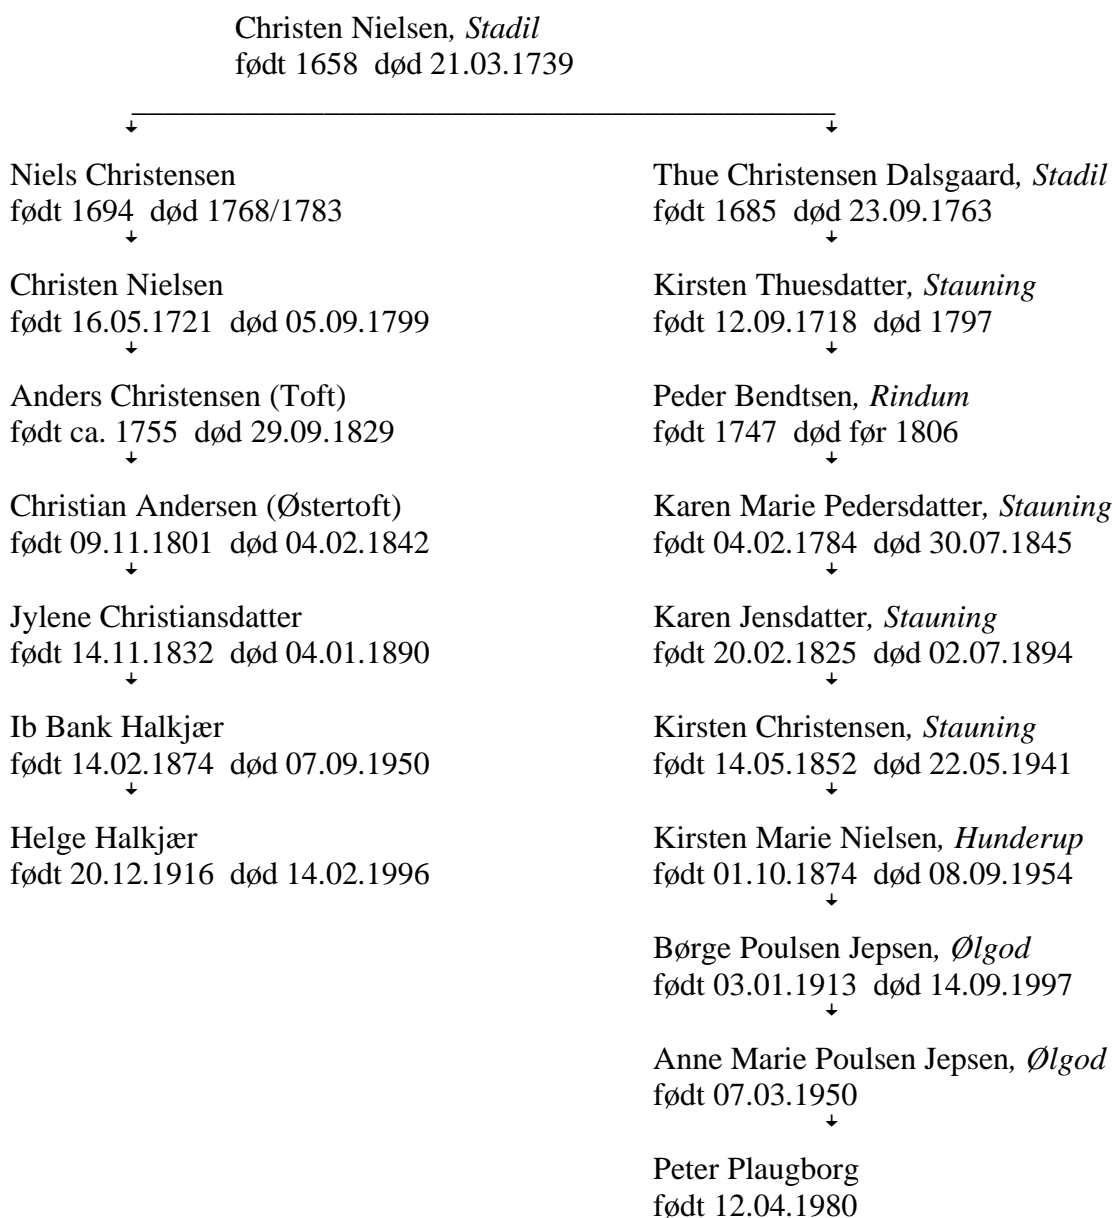 Christen Nielsen, Stadil
født 1658 død 21.03.1739
Niels Christensen
født 1694 død 1768/1783
Christen Nielsen
født 16.05.1721 død 05.09.1799
Anders Christensen (Toft)
født ca. 1755 død 29.09.1829
Christian Andersen (Østertoft)
født 09.11.1801 død 04.02.1842
Jylene Christiansdatter
født 14.11.1832 død 04.01.1890
Ib Bank Halkjær
født 14.02.1874 død 07.09.1950
Helge Halkjær
født 20.12.1916 død 14.02.1996
Thue Christensen Dalsgaard, Stadil
født 1685 død 23.09.1763
Kirsten Thuesdatter, Stauning
født 12.09.1718 død 1797
Peder Bendtsen, Rindum
født 1747 død før 1806
Karen Marie Pedersdatter, Stauning
født 04.02.1784 død 30.07.1845
Karen Jensdatter, Stauning
født 20.02.1825 død 02.07.1894
Kirsten Christensen, Stauning
født 14.05.1852 død 22.05.1941
Kirsten Marie Nielsen, Hunderup
født 01.10.1874 død 08.09.1954
Børge Poulsen Jepsen, Ølgod
født 03.01.1913 død 14.09.1997
Anne Marie Poulsen Jepsen, Ølgod
født 07.03.1950
Peter Plaugborg
født 12.04.1980